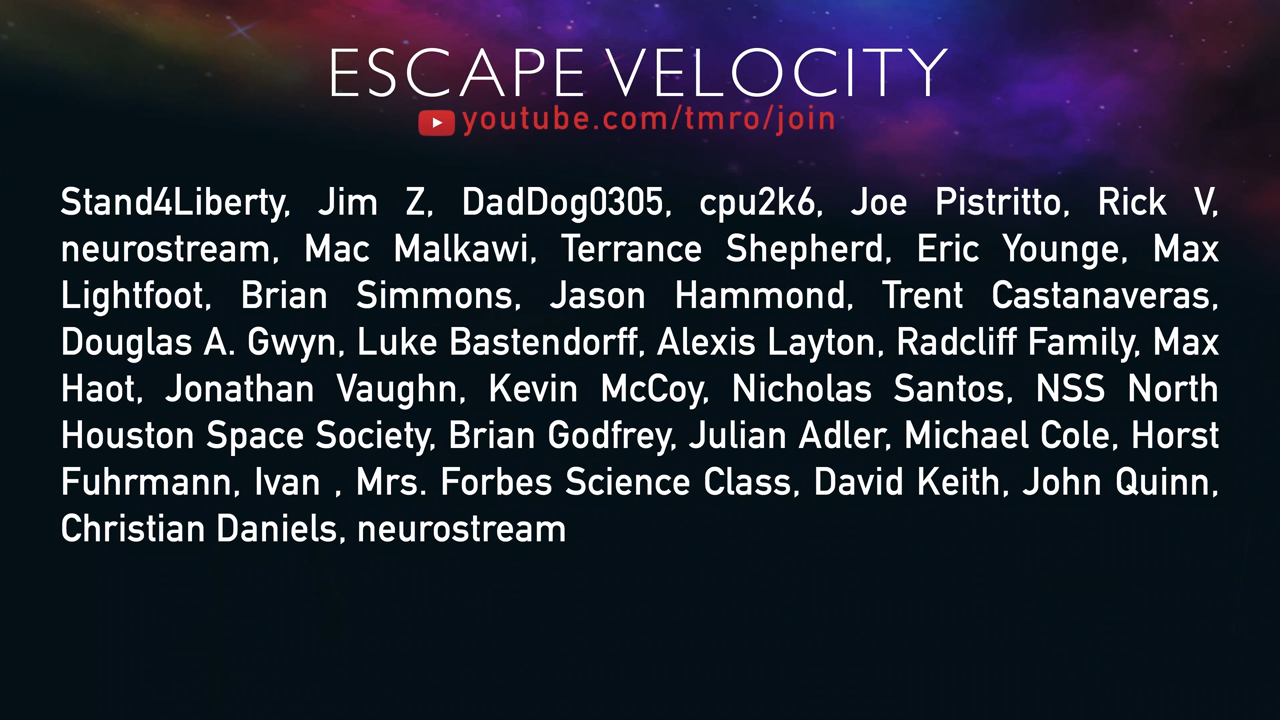 ESCAPE VELOCITY
youtube.com/tmro/join
Stand4Liberty, Jim Z, DadDog0305, cpu2k6, Joe Pistritto, Rick V,
neurostream, Mac Malkawi, Terrance Shepherd, Eric Younge, Max
Lightfoot, Brian Simmons, Jason Hammond, Trent Castanaveras,
Douglas A. Gwyn, Luke Bastendorff, Alexis Layton, Radcliff Family, Max
Haot, Jonathan Vaughn, Kevin McCoy, Nicholas Santos, NSS North
Houston Space Society, Brian Godfrey, Julian Adler, Michael Cole, Horst
Fuhrmann, Ivan , Mrs. Forbes Science Class, David Keith, John Quinn,
Christian Daniels, neurostream